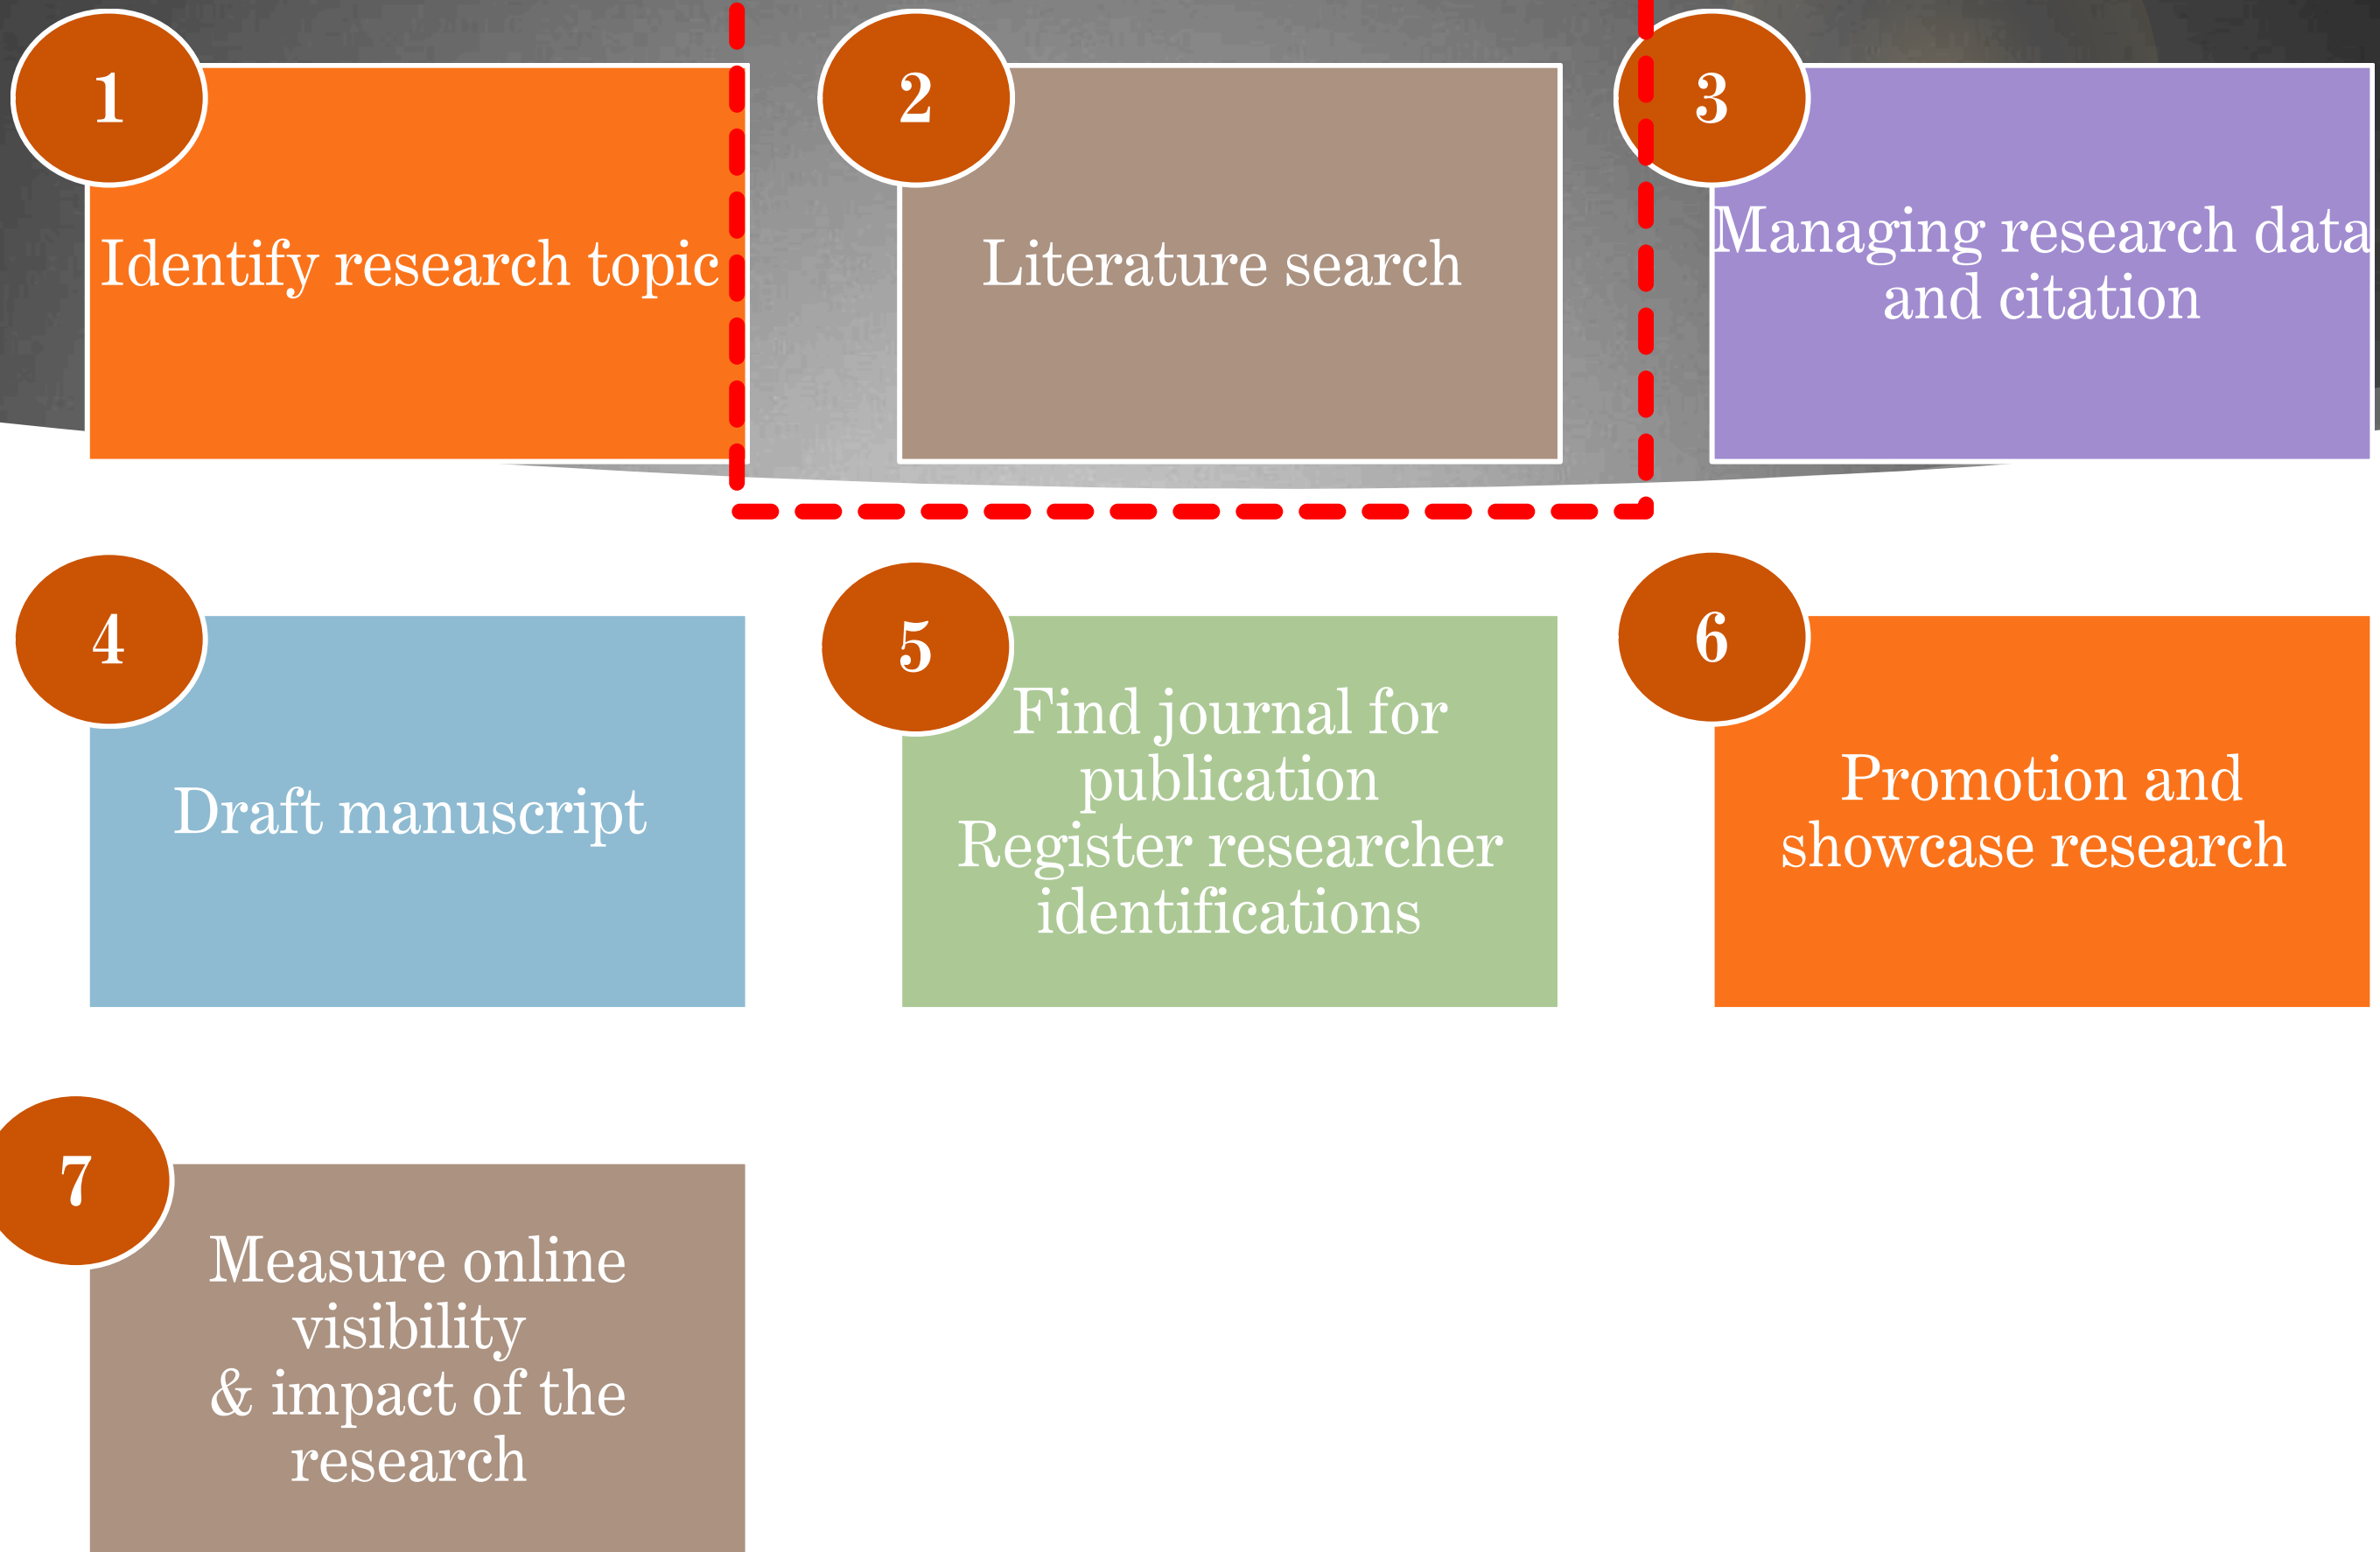 1
Identify research topic
2
Literature search
3
Managing research data
and citation
4
Draft manuscript
5
Find journal for
publication
Register researcher
identifications
6
Promotion and
showcase research
7
Measure online
visibility
& impact of the
research